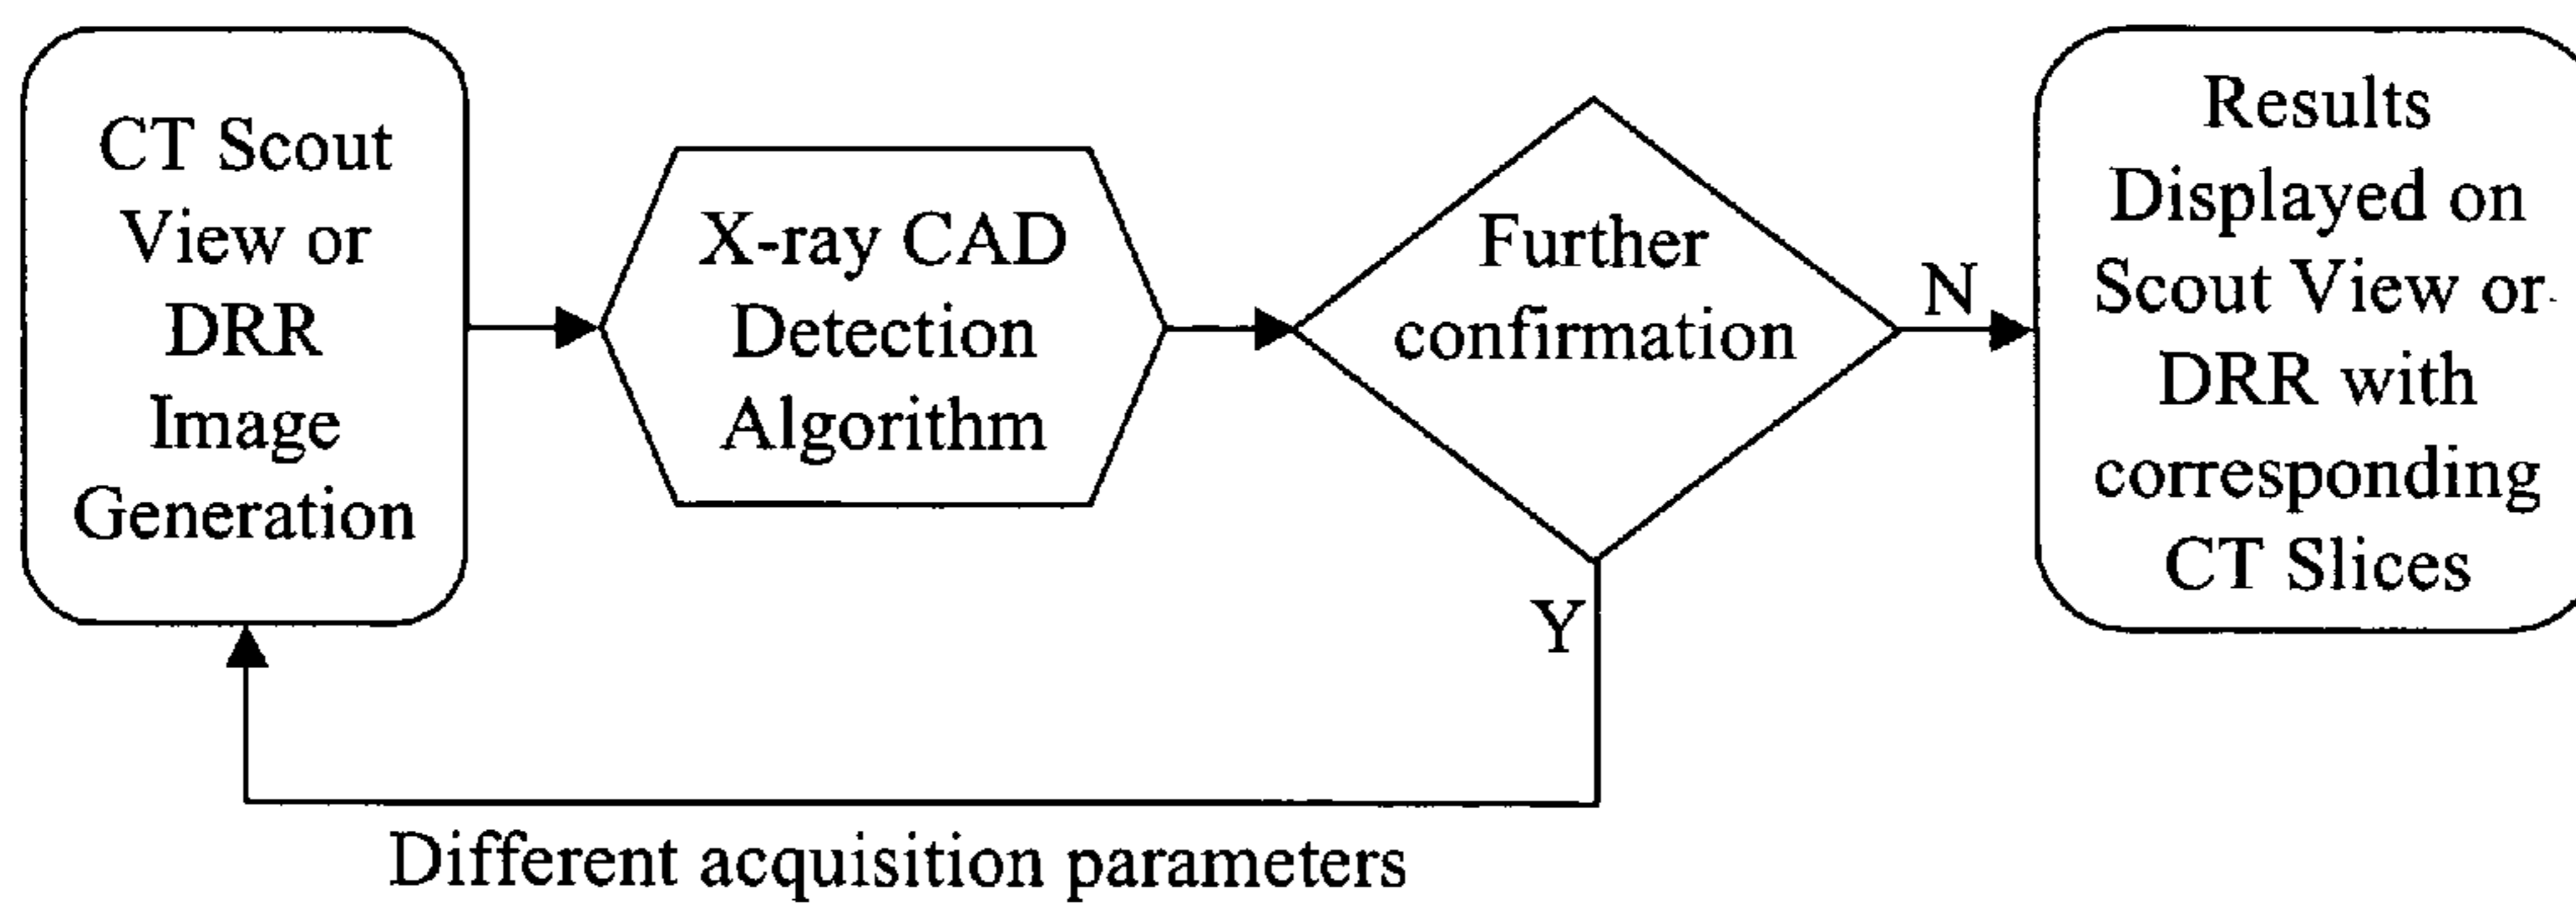 CT Scout
View or
DRR
Image
Generation
X-ray CAD
Detection
Algorithm
Further
confirmation
N
Y
Results
Displayed on
Scout View or
DRR with
corresponding
CT Slices
Different acquisition parameters